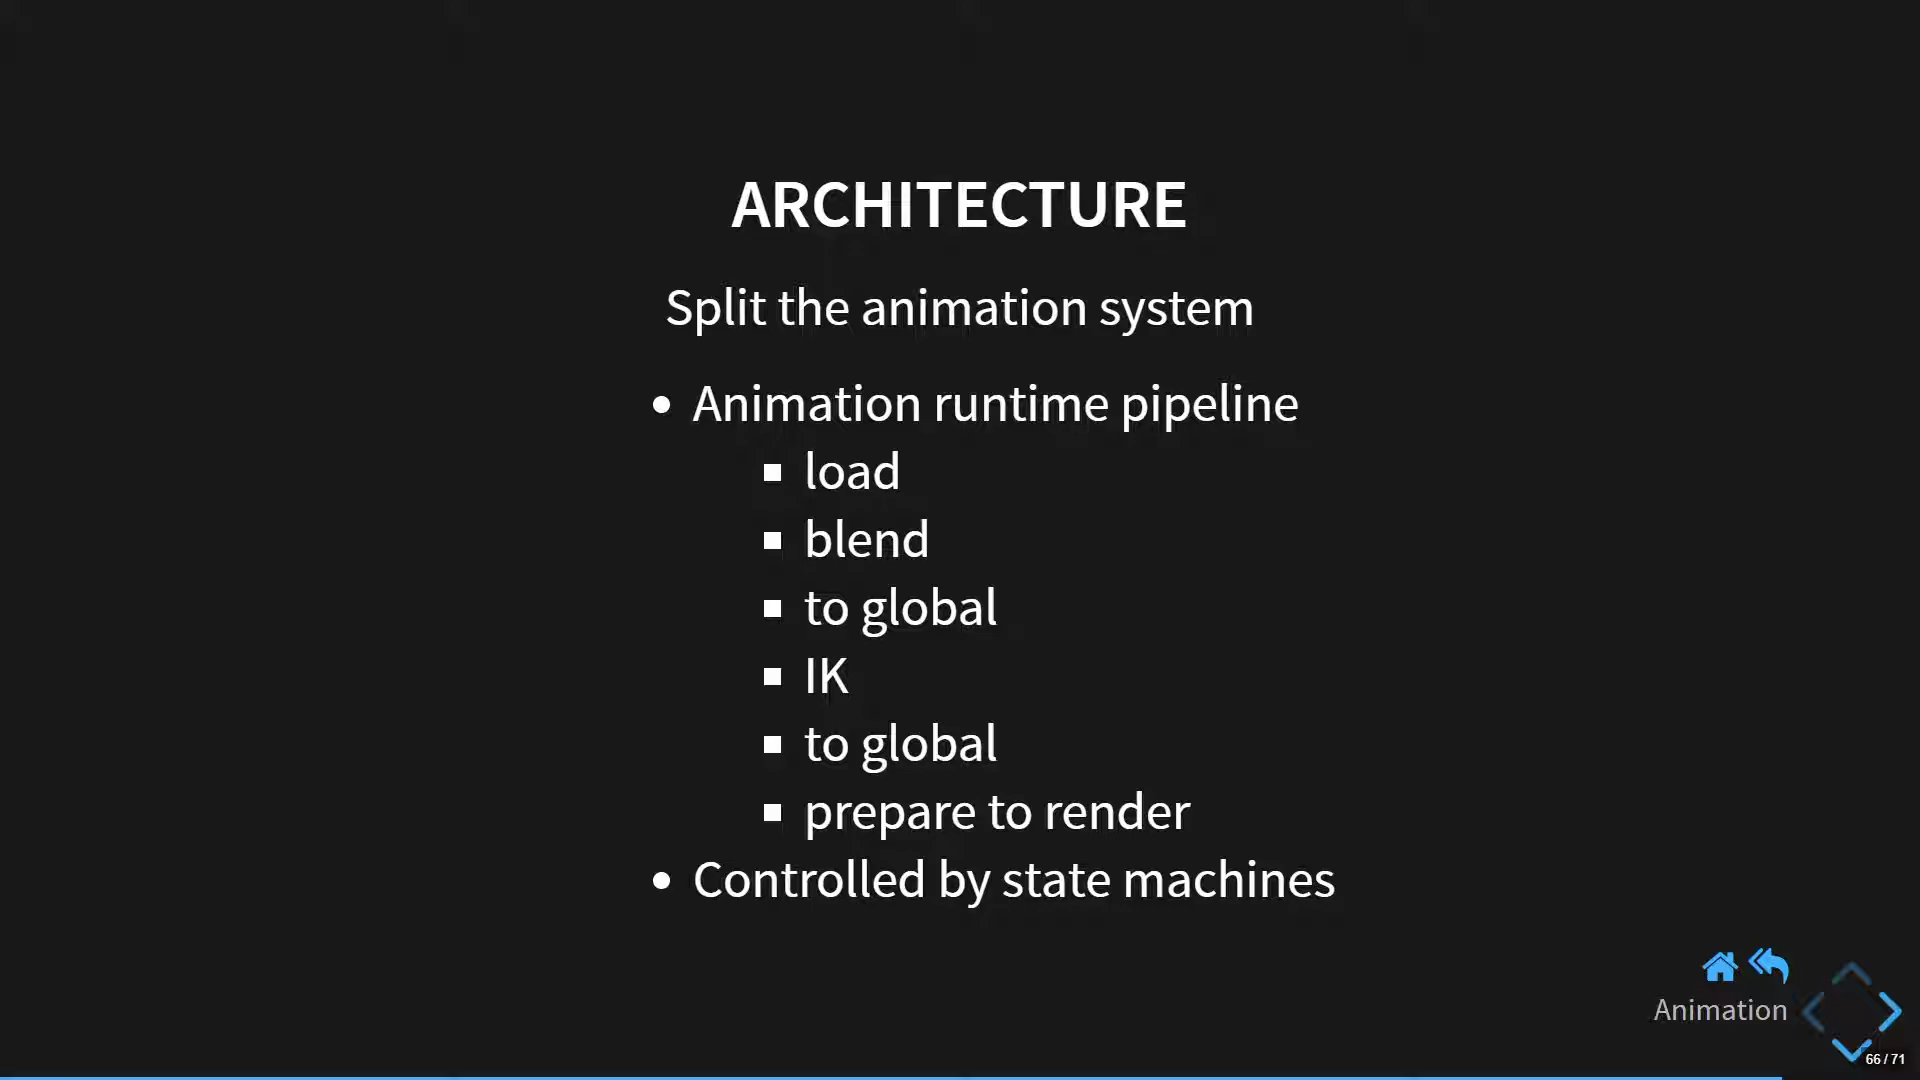 ARCHITECTURE
Split the animation system
Animation runtime pipeline
load
blend
to global
IK
to global
prepare to render
Controlled by state machines
Animation
66 / 71